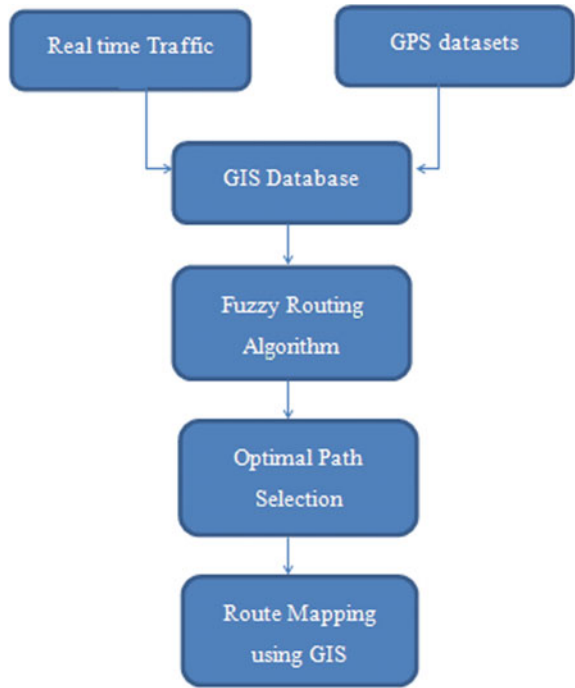 Real time Traffic
GPS datasets
GIS Database
Fuzzy Routing
Algorithm
Optimal Path
Selection
Route Mapping
using GIS